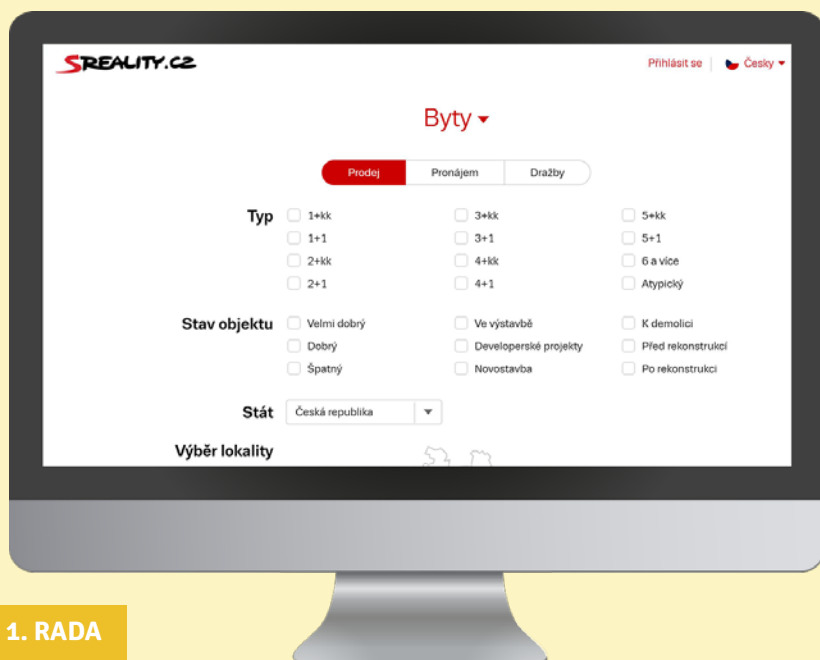 SREALITY.CZ
Přihlásit se Česky
Byty
Prodej Pronájem Dražby
Typ 1+kk 3+kk 5+kk
1+1 3+1 5+1
2+kk 4+kk 6 a více
2+1 4+1 Atypický
Stav objektu Velmi dobrý Ve výstavbě K demolici
Dobrý Developerské projekty Před rekonstrukcí
Špatný Novostavba Po rekonstrukci
Stát Česká republika
Výběr lokality
1. RADA